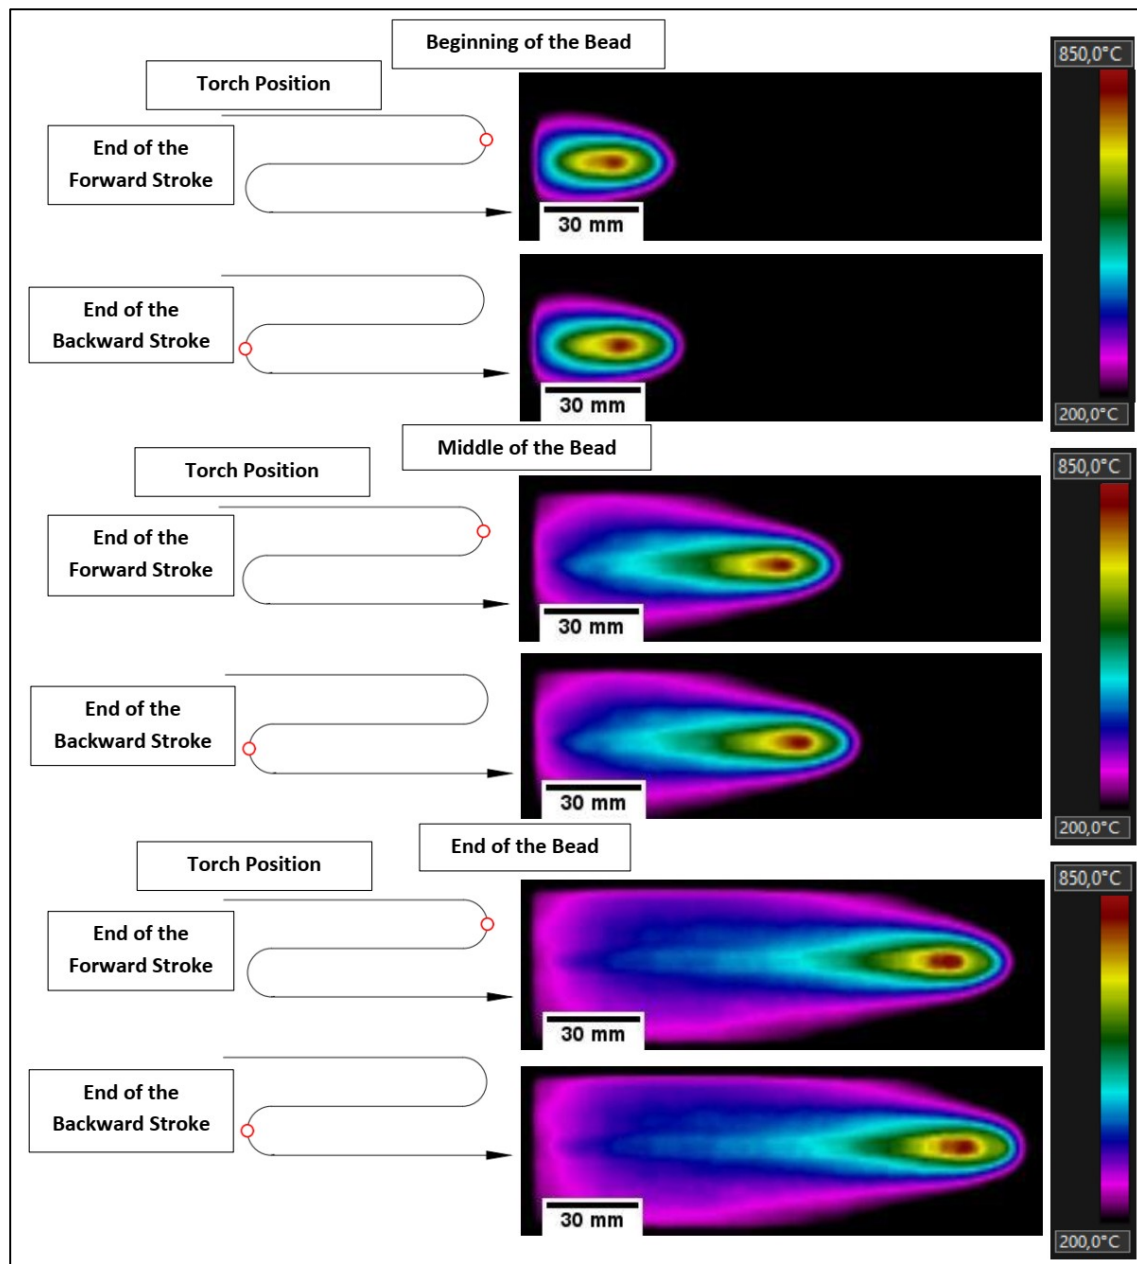 Beginning of the Bead
850,0°C
Torch Position
End of the
Forward Stroke
30 mm
End of the
Backward Stroke
30 mm
200,0°C
Middle of the Bead
850,0°C
Torch Position
End of the
Forward Stroke
30 mm
End of the
Backward Stroke
30 mm
200,0°C
End of the Bead
850,0°C
Torch Position
End of the
Forward Stroke
30 mm
End of the
Backward Stroke
30 mm
200,0°C